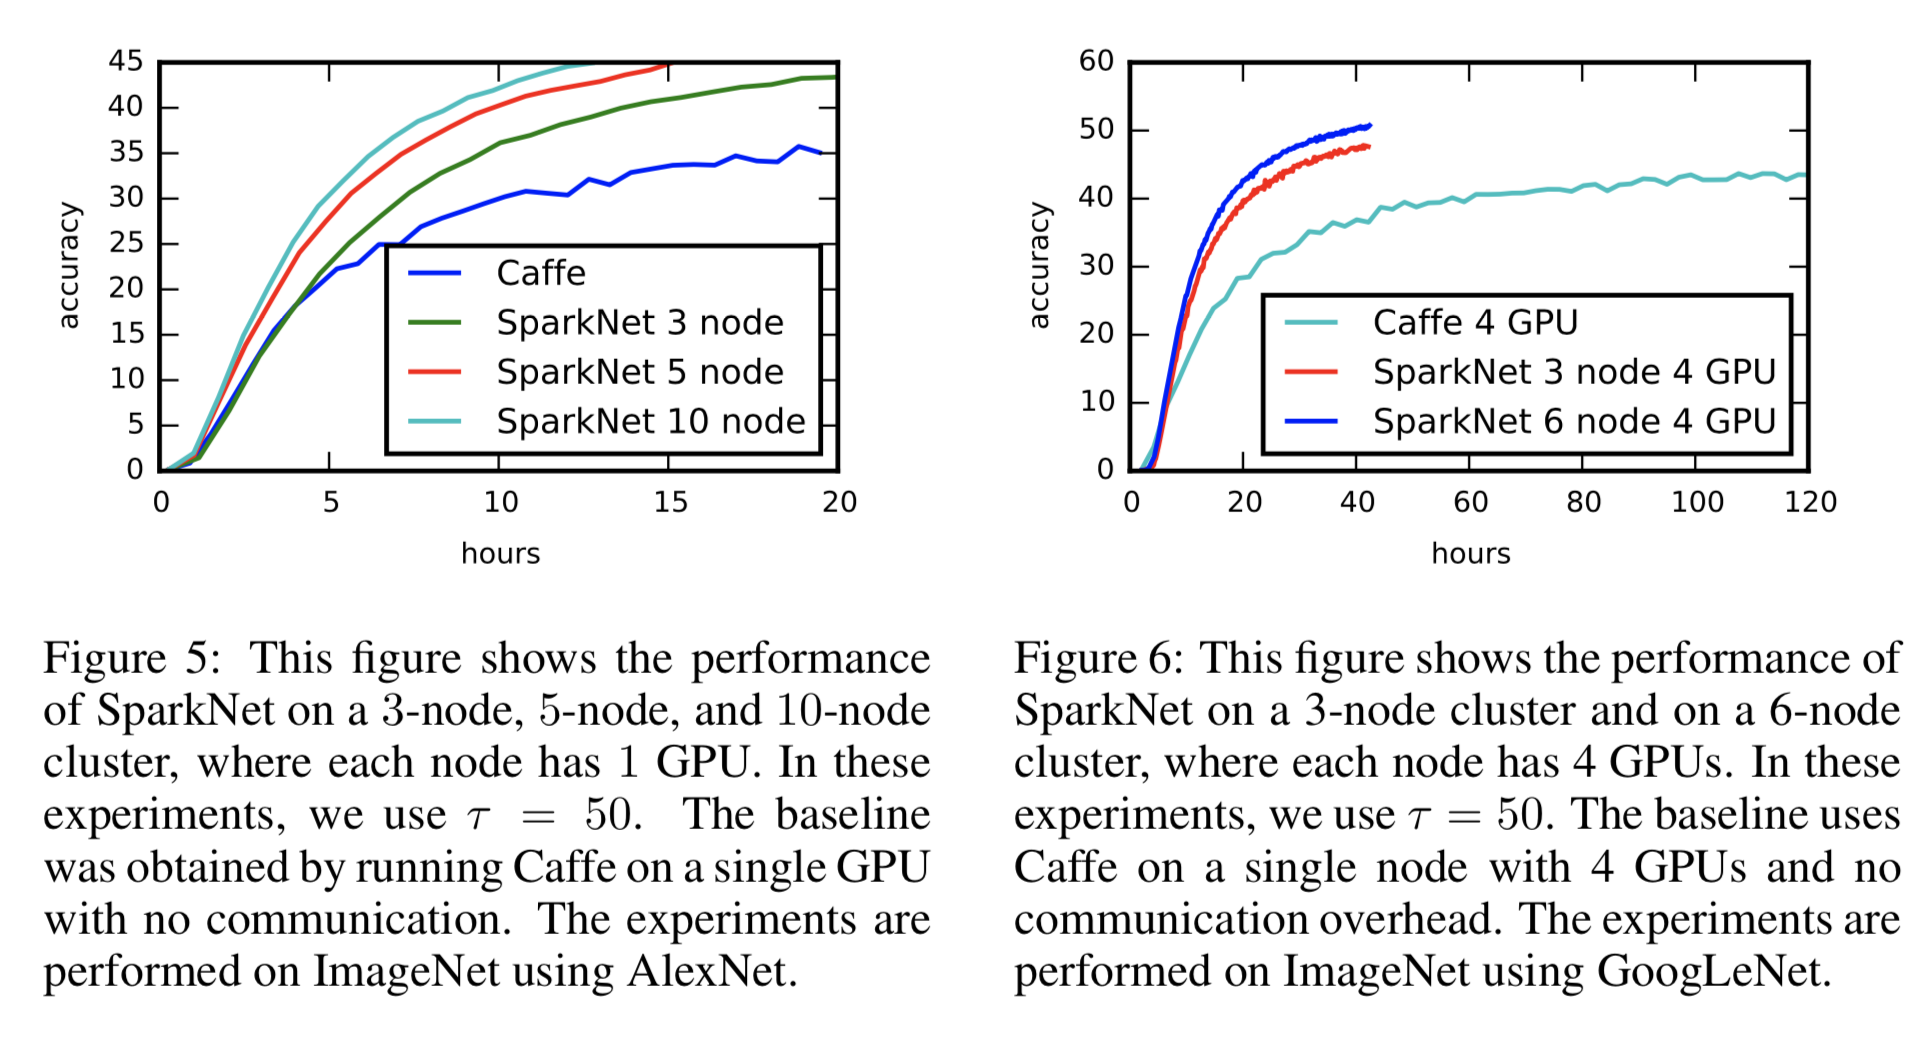 45
40
35
30
25
20
15
10
5
0
accuracy
Caffe
SparkNet 3 node
SparkNet 5 node
SparkNet 10 node
0 5 10 15 20
hours
Figure 5: This figure shows the performance
of SparkNet on a 3-node, 5-node, and 10-node
cluster, where each node has 1 GPU. In these
experiments, we use τ = 50. The baseline
was obtained by running Caffe on a single GPU
with no communication. The experiments are
performed on ImageNet using AlexNet.
60
50
40
30
20
10
0
accuracy
Caffe 4 GPU
SparkNet 3 node 4 GPU
SparkNet 6 node 4 GPU
0 20 40 60 80 100 120
hours
Figure 6: This figure shows the performance of
SparkNet on a 3-node cluster and on a 6-node
cluster, where each node has 4 GPUs. In these
experiments, we use τ = 50. The baseline uses
Caffe on a single node with 4 GPUs and no
communication overhead. The experiments are
performed on ImageNet using GoogLeNet.